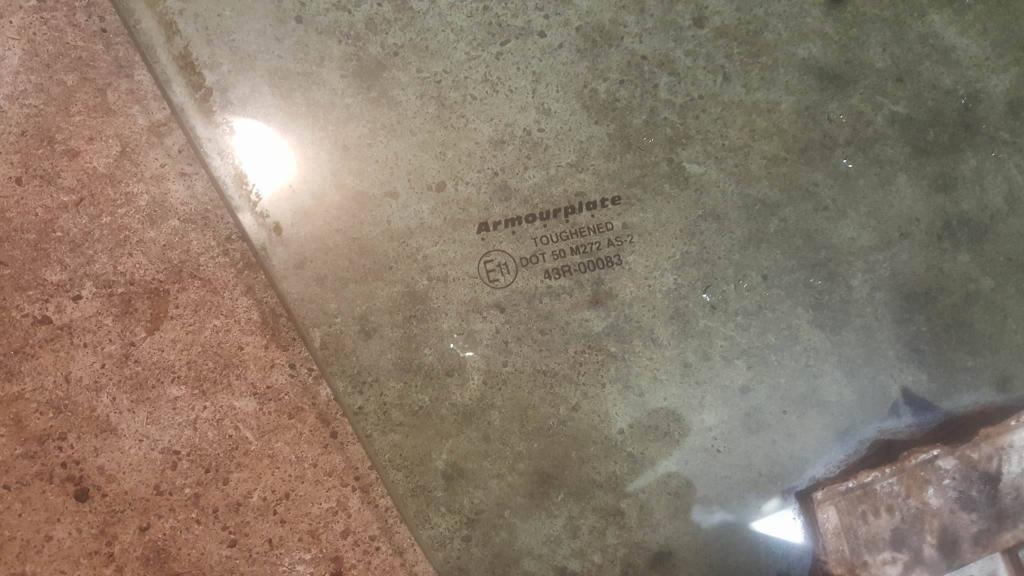 Armourplate
TOUGHENED
DOT 50 M272 AS-2
E11
43R-00083